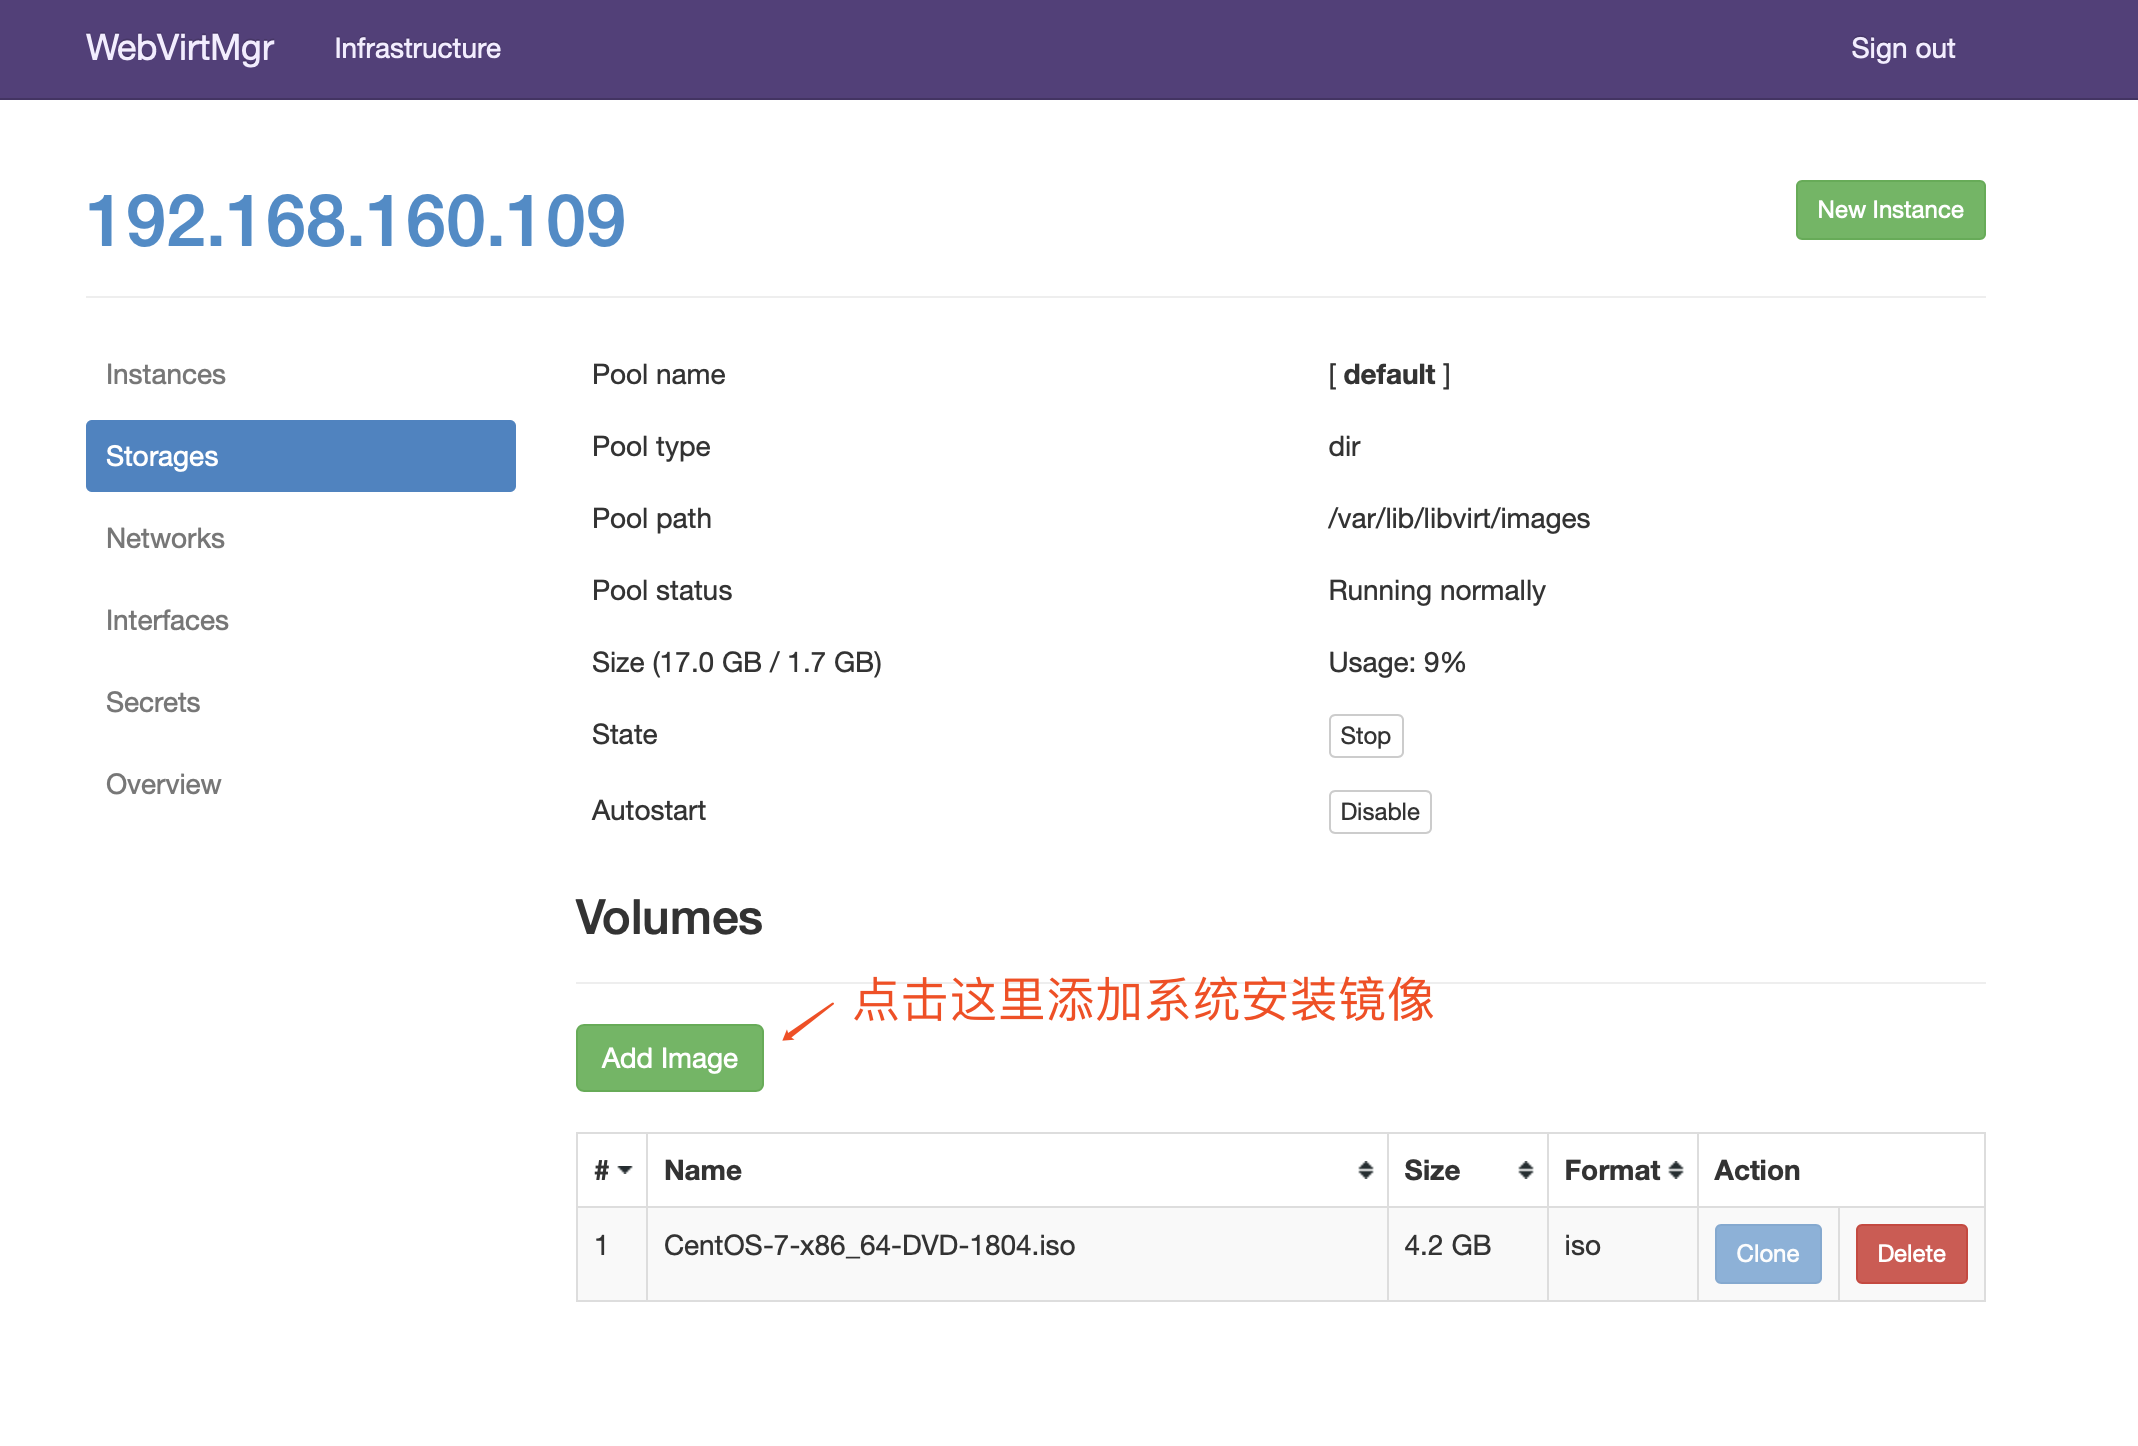 WebVirtMgr Infrastructure Sign out
192.168.160.109 New Instance
Instances
Storages
Networks
Interfaces
Secrets
Overview
Pool name [ default ]
Pool type dir
Pool path /var/lib/libvirt/images
Pool status Running normally
Size (17.0 GB / 1.7 GB) Usage: 9%
State Stop
Autostart Disable
Volumes
点击这里添加系统安装镜像
Add Image
# Name Size Format Action
1 CentOS-7-x86_64-DVD-1804.iso 4.2 GB iso Clone Delete